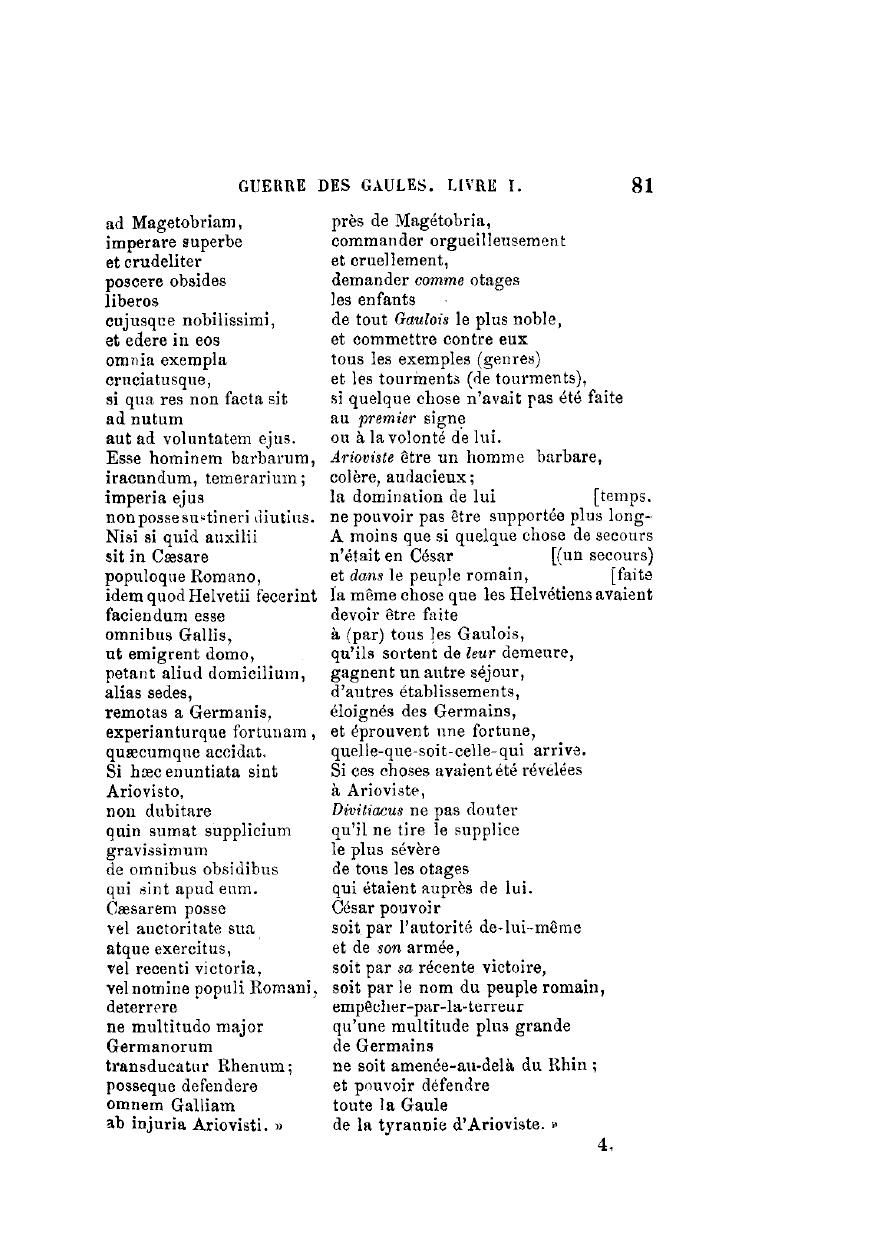 GUERRE DES GAULES. LIVRE I. 81
ad Magetobriam, près de Magétobria,
imperare superbe commander orgueilleusement
et crudeliter et cruellement,
poscere obsides demander comme otages
liberos les enfants
cujusque nobilissimi, de tout Gaulois le plus noble,
et edere in eos et commettre contre eux
omnia exempla tous les exemples (genres)
cruciatusque, et les tourments (de tourments),
si qua res non facta sit si quelque chose n'avait pas été faite
ad nutum au premier signe
aut ad voluntatem ejus. ou à la volonté de lui.
Esse hominem barbarum, Arioviste être un homme barbare,
iracundum, temerarium; colère, audacieux;
imperia ejus la domination de lui [temps.
non posse sustineri diutius. ne pouvoir pas être supportée plus long-
Nisi si quid auxilii A moins que si quelque chose de secours
sit in Cæsare n'était en César [(un secours)
populoque Romano, et dans le peuple romain, [faite
idem quod Helvetii fecerint la même chose que les Helvétiens avaient
faciendum esse devoir être faite
omnibus Gallis, à (par) tous les Gaulois,
ut emigrent domo, qu'ils sortent de leur demeure,
petant aliud domicilium, gagnent un autre séjour,
alias sedes, d'autres établissements,
remotas a Germanis, éloignés des Germains,
experianturque fortunam, et éprouvent une fortune,
quæcumque accidat. quelle-que-soit-celle-qui arrive.
Si hæc enuntiata sint Si ces choses avaient été révélées
Ariovisto, à Arioviste,
non dubitare Divitiacus ne pas douter
quin sumat supplicium qu'il ne tire le supplice
gravissimum le plus sévère
de omnibus obsidibus de tous les otages
qui sint apud eum. qui étaient auprès de lui.
Cæsarem posse César pouvoir
vel auctoritate sua soit par l'autorité de-lui-même
atque exercitus, et de son armée,
vel recenti victoria, soit par sa récente victoire,
vel nomine populi Romani, soit par le nom du peuple romain,
deterrere empêcher-par-la-terreur
ne multitudo major qu'une multitude plus grande
Germanorum de Germains
transducatur Rhenum; ne soit amenée-au-delà du Rhin;
posseque defendere et pouvoir défendre
omnem Galliam toute la Gaule
ab injuria Ariovisti. » de la tyrannie d'Arioviste. »
4.